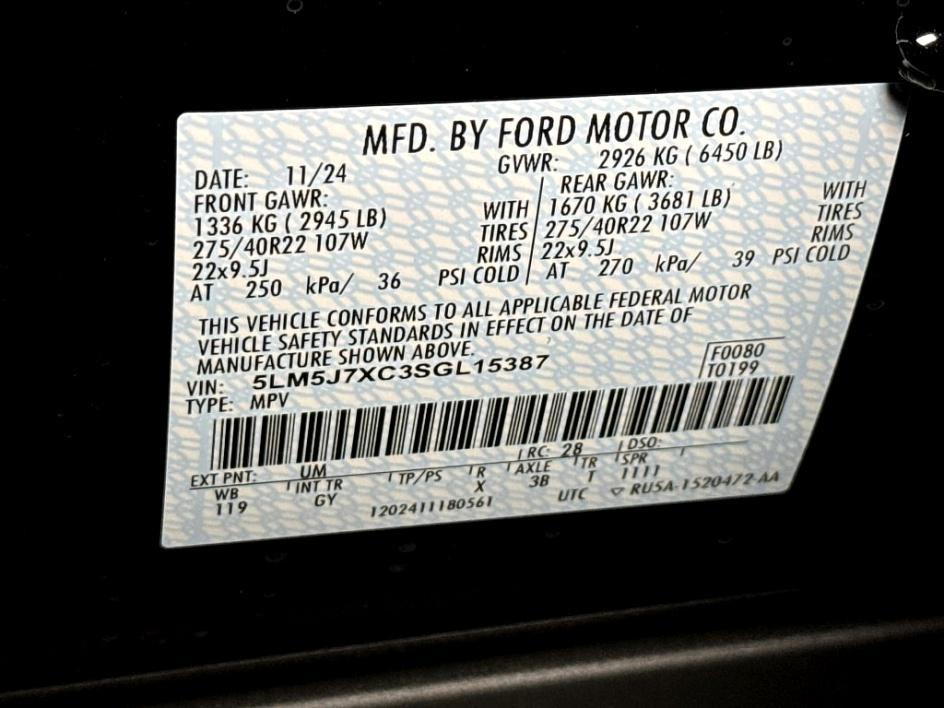 MFD. BY FORD MOTOR CO.
DATE: 11/24 GVWR: 2926 KG ( 6450 LB)
FRONT GAWR: REAR GAWR:
1336 KG ( 2945 LB) WITH 1670 KG ( 3681 LB) WITH
275/40R22 107W TIRES 275/40R22 107W TIRES
22x9.5J RIMS 22x9.5J RIMS
AT 250 kPa/ 36 PSI COLD AT 270 kPa/ 39 PSI COLD
THIS VEHICLE CONFORMS TO ALL APPLICABLE FEDERAL MOTOR
VEHICLE SAFETY STANDARDS IN EFFECT ON THE DATE OF
MANUFACTURE SHOWN ABOVE.
VIN: 5LM5J7XC3SGL15387 F0080
TYPE: MPV T0199
EXT PNT: UM RC: 28 DSO:
WB INT TR TP/PS R AXLE TR SPR
119 GY X 3B T 1111
1202411180561 UTC ▽ RU5A-1520472-AA